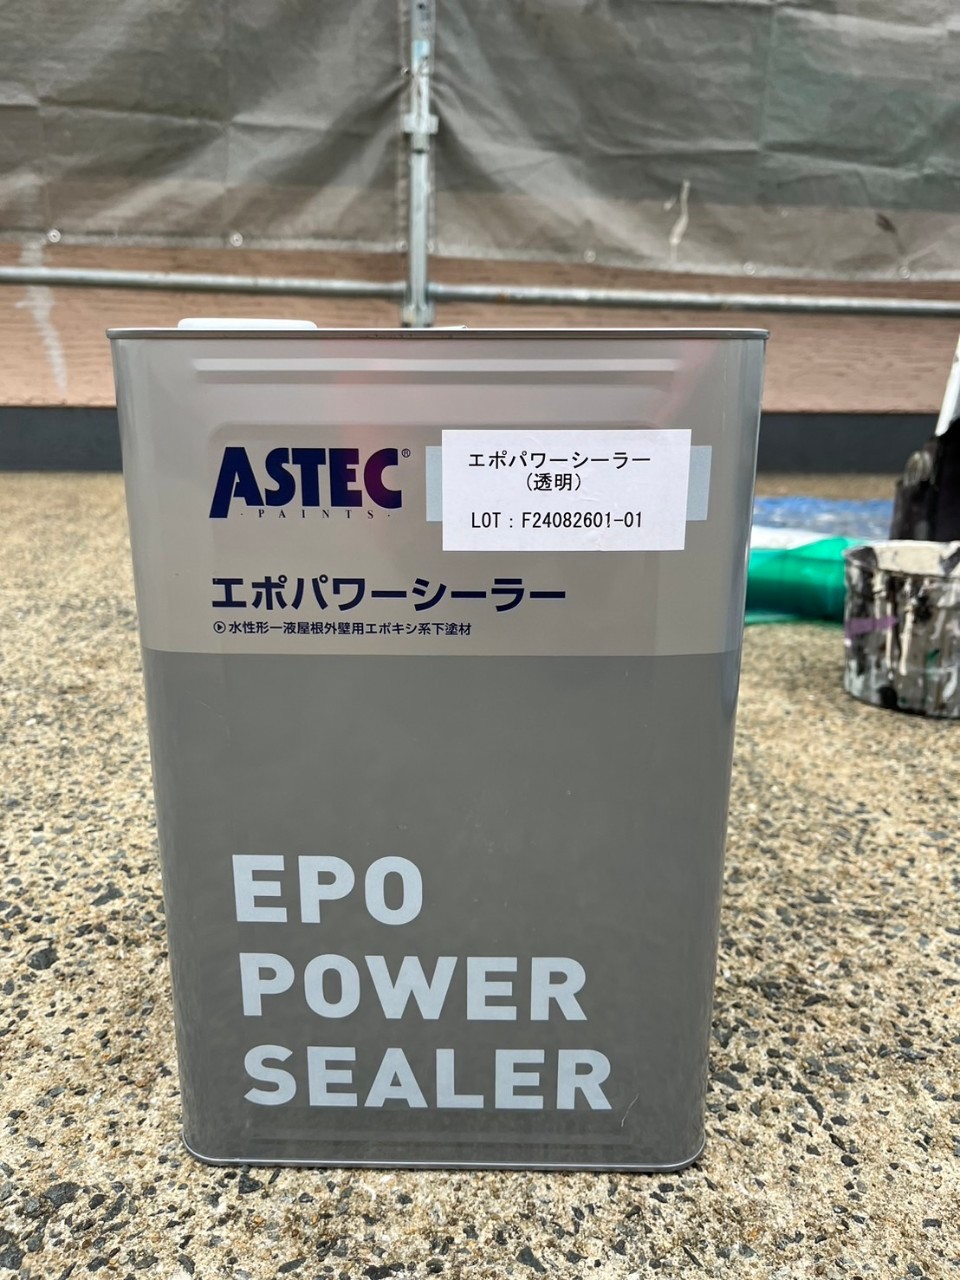 ASTEC®
PAINTS
エポパワーシーラー
(透明)
LOT：F24082601-01
エポパワーシーラー
水性形一液屋根外壁用エポキシ系下塗材
EPO
POWER
SEALER